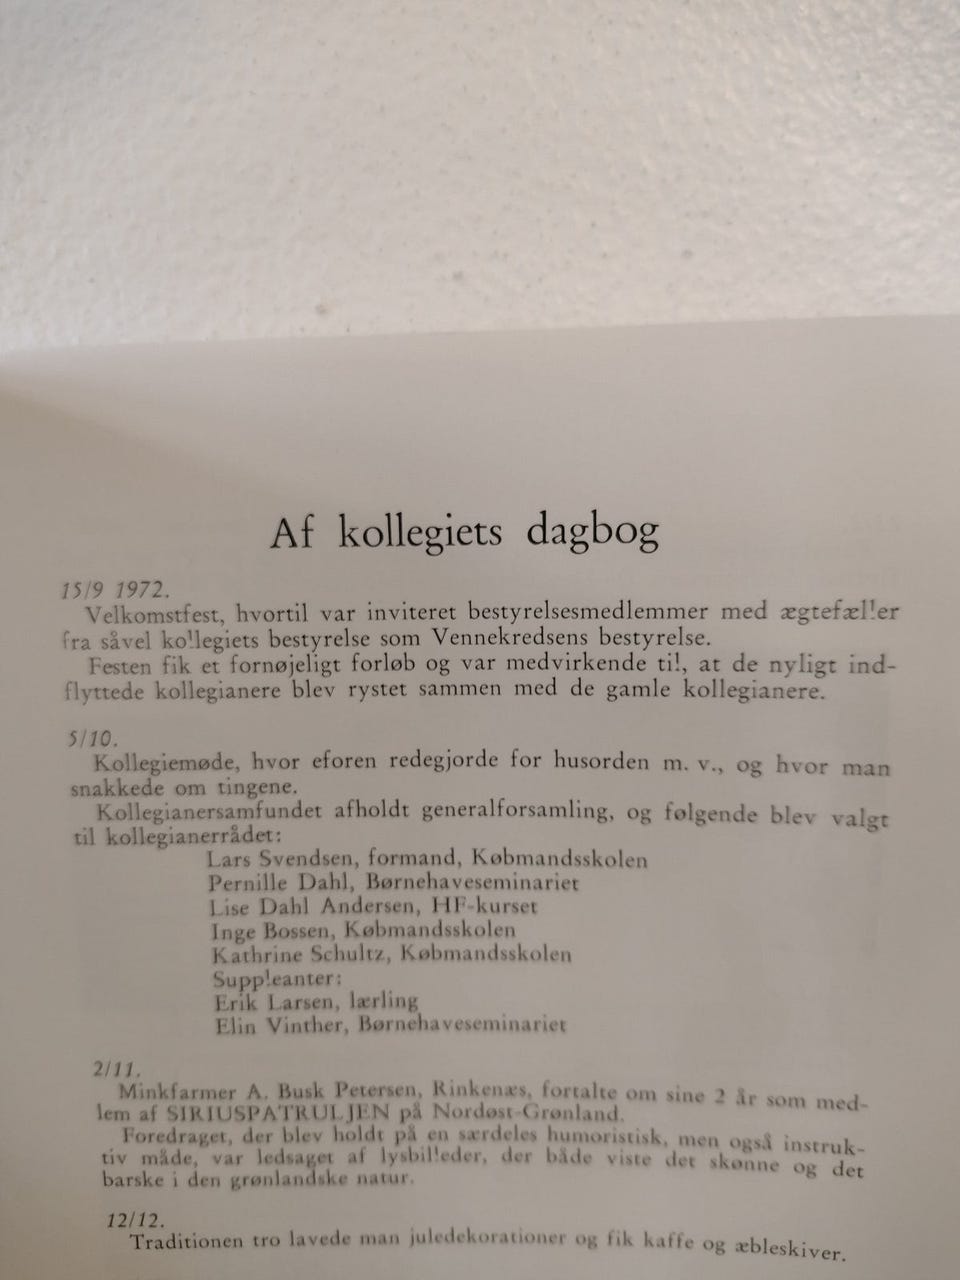 Af kollegiets dagbog
15/9 1972.
Velkomstfest, hvortil var inviteret bestyrelsesmedlemmer med ægtefæller
fra såvel kollegiets bestyrelse som Vennekredsens bestyrelse.
Festen fik et fornøjeligt forløb og var medvirkende til, at de nyligt ind-
flyttede kollegianere blev rystet sammen med de gamle kollegianere.
5/10.
Kollegiemøde, hvor eforen redegjorde for husorden m. v., og hvor man
snakkede om tingene.
Kollegianersamfundet afholdt generalforsamling, og følgende blev valgt
til kollegianerrådet:
Lars Svendsen, formand, Købmandsskolen
Pernille Dahl, Børnehaveseminariet
Lise Dahl Andersen, HF-kurset
Inge Bossen, Købmandsskolen
Kathrine Schultz, Købmandsskolen
Suppleanter:
Erik Larsen, lærling
Elin Vinther, Børnehaveseminariet
2/11.
Minkfarmer A. Busk Petersen, Rinkenæs, fortalte om sine 2 år som med-
lem af SIRIUSPATRULJEN på Nordøst-Grønland.
Foredraget, der blev holdt på en særdeles humoristisk, men også instruk-
tiv måde, var ledsaget af lysbilleder, der både viste det skønne og det
barske i den grønlandske natur.
12/12.
Traditionen tro lavede man juledekorationer og fik kaffe og æbleskiver.